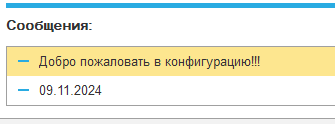 Сообщения:
Добро пожаловать в конфигурацию!!!
09.11.2024